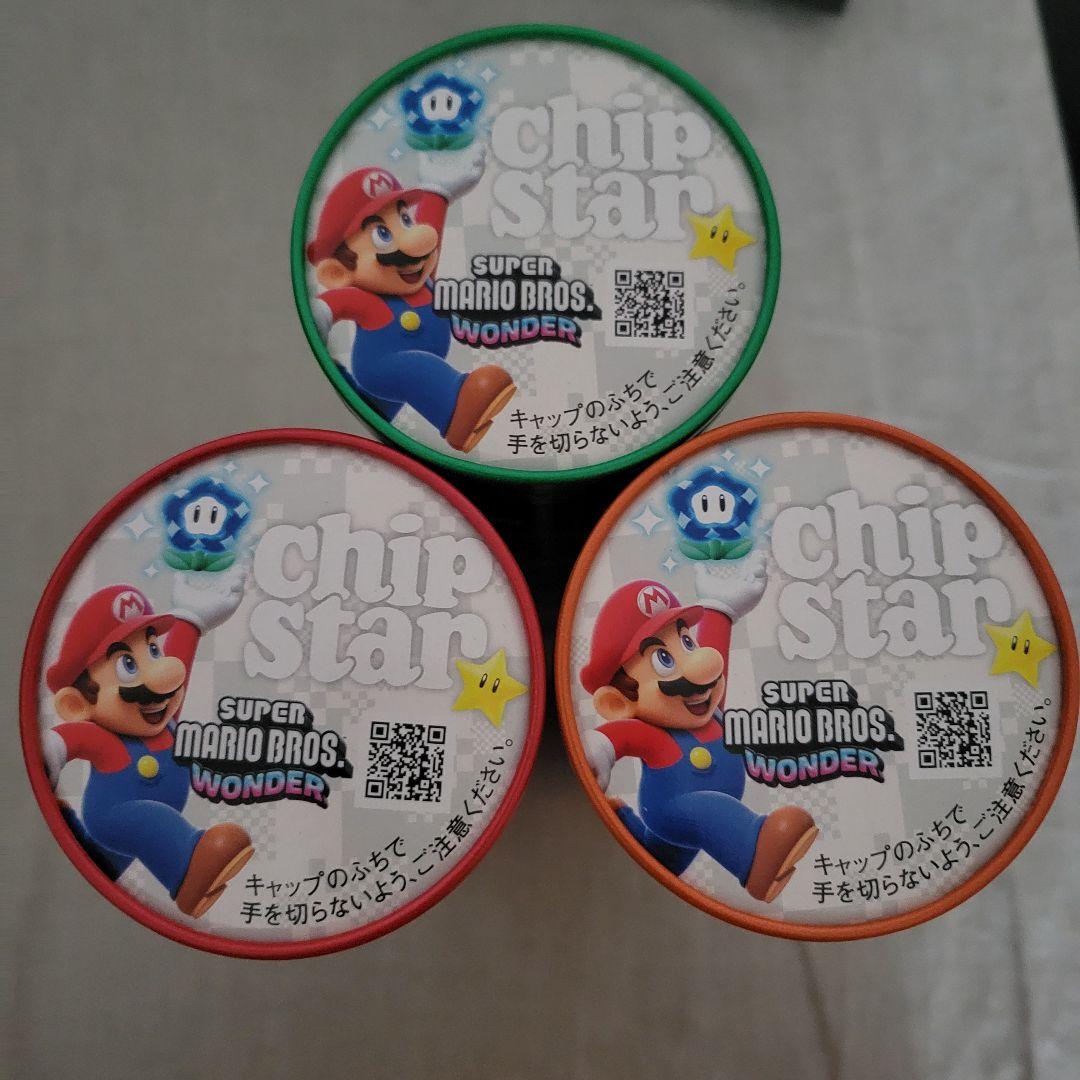 chip
star
SUPER
MARIO BROS.
WONDER
キャップのふちで
手を切らないよう、ご注意ください。
M
chip
star
SUPER
MARIO BROS.
WONDER
キャップのふちで
手を切らないよう、ご注意ください。
M
chip
star
SUPER
MARIO BROS.
WONDER
キャップのふちで
手を切らないよう、ご注意ください。
M